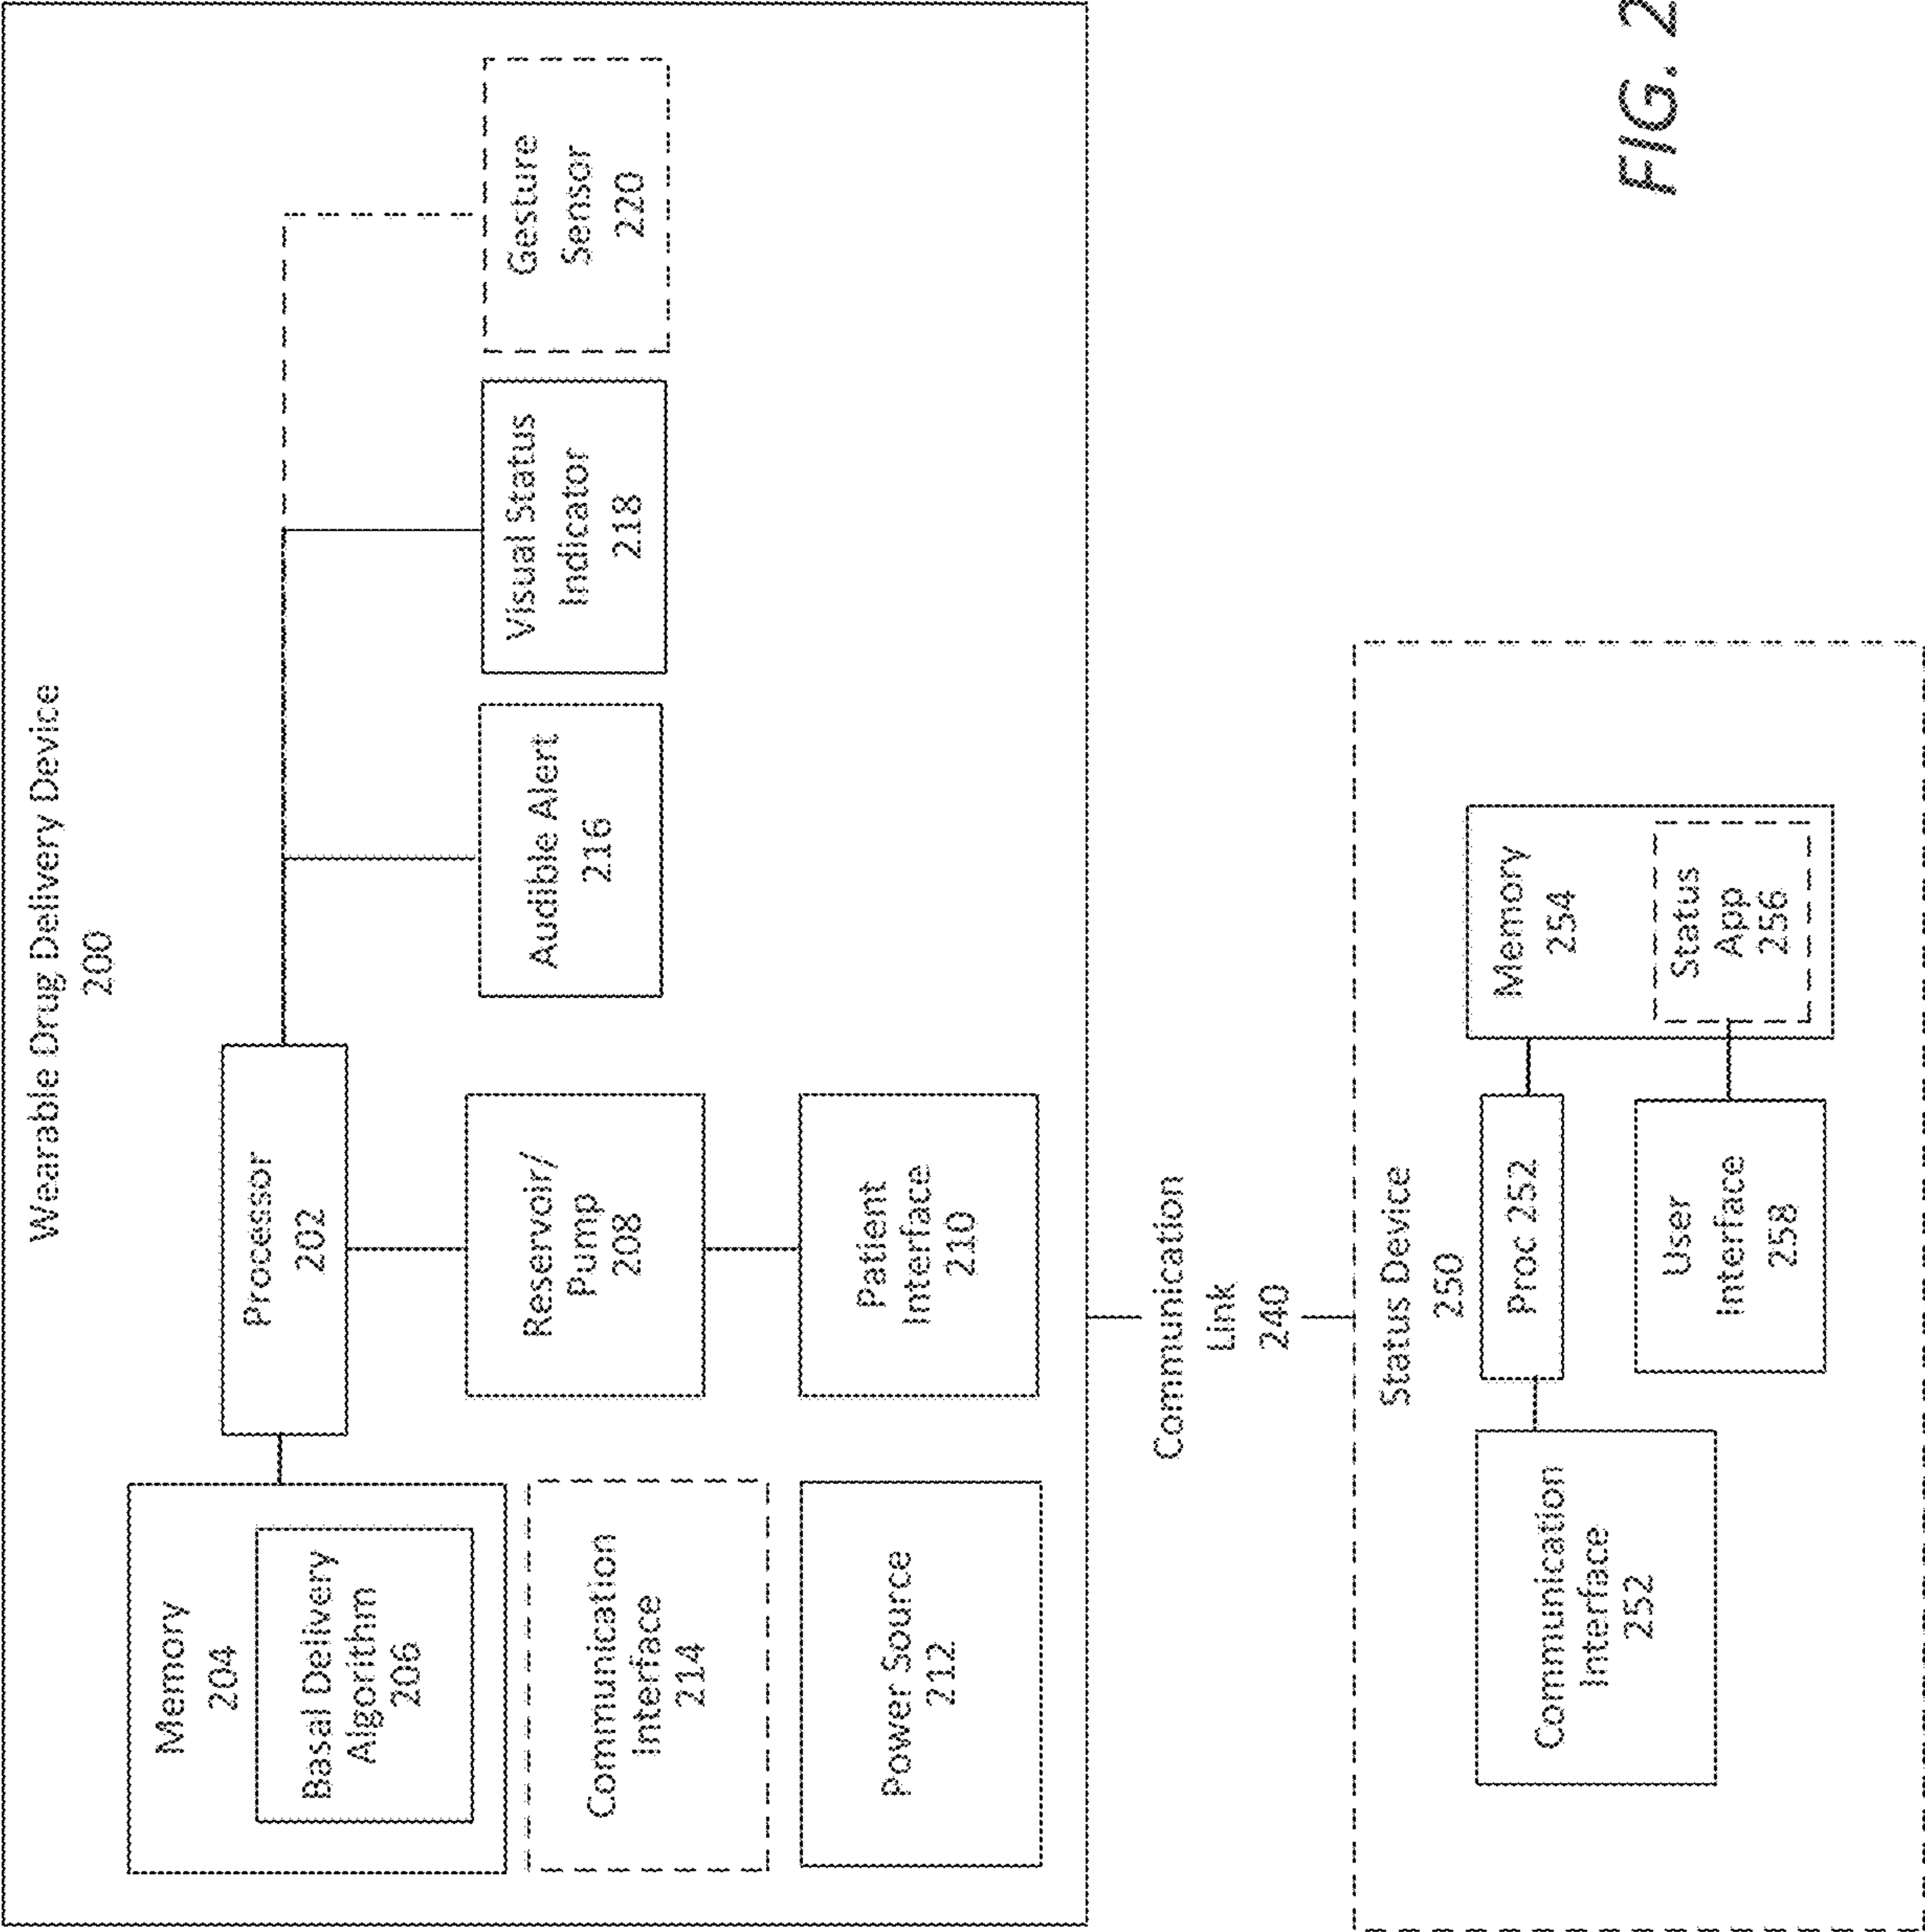 Wearable Drug Delivery Device
200
Memory
204
Basal Delivery
Algorithm
206
Processor
202
Communication
Interface
214
Reservoir/
Pump
208
Audible Alert
216
Visual Status
Indicator
218
Gesture
Sensor
220
Power Source
212
Patient
Interface
210
Communication
Link
240
Status Device
250
Communication
Interface
252
Proc 252
Memory
254
User
Interface
258
Status
App
256
FIG. 2